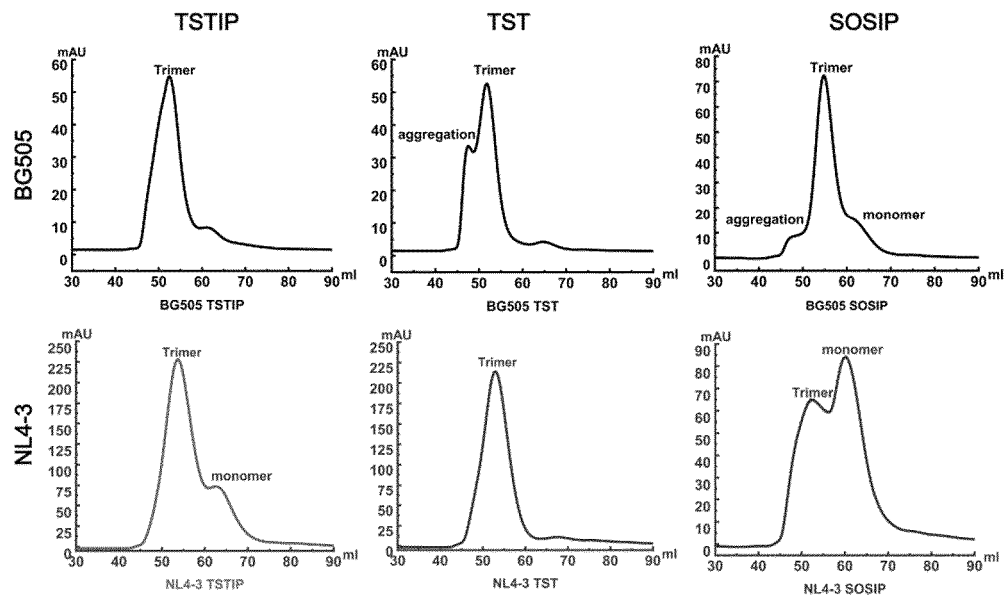 TSTIP TST SOSIP
BG505
mAU
60
50
40
30
20
10
0
Trimer
30 40 50 60 70 80 90 ml
BG505 TSTIP
mAU
60
50
40
30
20
10
0
aggregation
Trimer
30 40 50 60 70 80 90 ml
BG505 TST
mAU
80
70
60
50
40
30
20
10
0
aggregation
Trimer
monomer
30 40 50 60 70 80 90 ml
BG505 SOSIP
NL4-3
mAU
250
225
175
150
125
100
75
50
25
0
Trimer
monomer
30 40 50 60 70 80 90 ml
NL4-3 TSTIP
mAU
250
225
175
150
125
100
75
50
25
0
Trimer
30 40 50 60 70 80 90 ml
NL4-3 TST
mAU
90
80
70
60
50
40
30
20
10
0
Trimer
monomer
30 40 50 60 70 80 90 ml
NL4-3 SOSIP